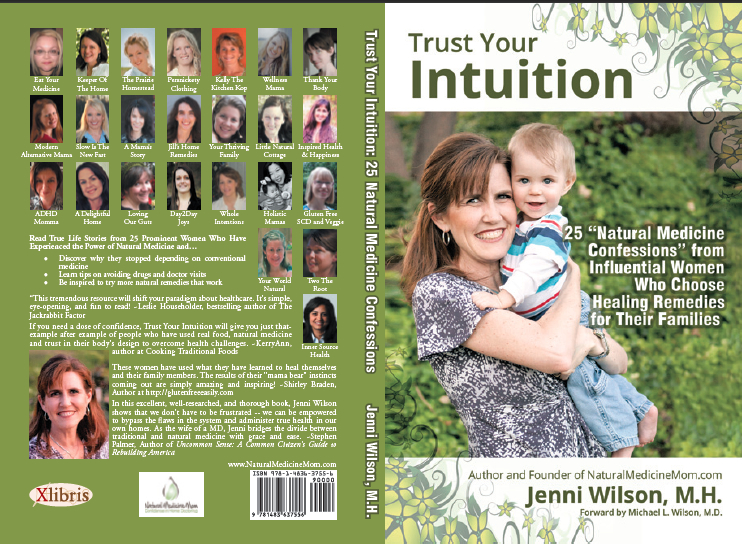 Eat Your
Medicine
Keeper Of
The Home
The Prairie
Homestead
Persnickety
Clothing
Kelly The
Kitchen Kop
Wellness
Mama
Thank Your
Body
Modern
Alternative Mama
Slow Is The
New Fast
A Mama's
Story
Jill's Home
Remedies
Your Thriving
Family
Little Natural
Cottage
Inspired Health
& Happiness
ADHD
Momma
A Delightful
Home
Loving
Our Guts
Day2Day
Joys
Whole
Intentions
Holistic
Mamas
Gluten Free
SCD and Veggie
Your World
Natural
Two The
Root
Inner Source
Health
Read True Life Stories from 25 Prominent Women Who Have
Experienced the Power of Natural Medicine and…
• Discover why they stopped depending on conventional
medicine
• Learn tips on avoiding drugs and doctor visits
• Be inspired to try more natural remedies that work
"This tremendous resource will shift your paradigm about healthcare. It's simple,
eye-opening, and fun to read! –Leslie Householder, bestselling author of The
Jackrabbit Factor
If you need a dose of confidence, Trust Your Intuition will give you just that-
example after example of people who have used real food, natural medicine
and trust in their body's design to overcome health challenges. –KerryAnn,
author at Cooking Traditional Foods
These women have used what they have learned to heal themselves
and their family members. The results of their "mama bear" instincts
coming out are simply amazing and inspiring! –Shirley Braden,
Author at http://glutenfreeeasily.com
In this excellent, well-researched, and thorough book, Jenni Wilson
shows that we don't have to be frustrated -- we can be empowered
to bypass the flaws in the system and administer true health in our
own homes. As the wife of a MD, Jenni bridges the divide between
traditional and natural medicine with grace and ease. –Stephen
Palmer, Author of Uncommon Sense: A Common Citizen's Guide to
Rebuilding America
www.NaturalMedicineMom.com
Xlibris
Natural Medicine Mom
ISBN 978-1-4836-3755-6
90000
9 781483 637556
Trust Your Intuition: 25 Natural Medicine Confessions Jenni Wilson, M.H.
Trust Your
Intuition
25 "Natural Medicine
Confessions" from
Influential Women
Who Choose
Healing Remedies
for Their Families
Author and Founder of NaturalMedicineMom.com
Jenni Wilson, M.H.
Forward by Michael L. Wilson, M.D.